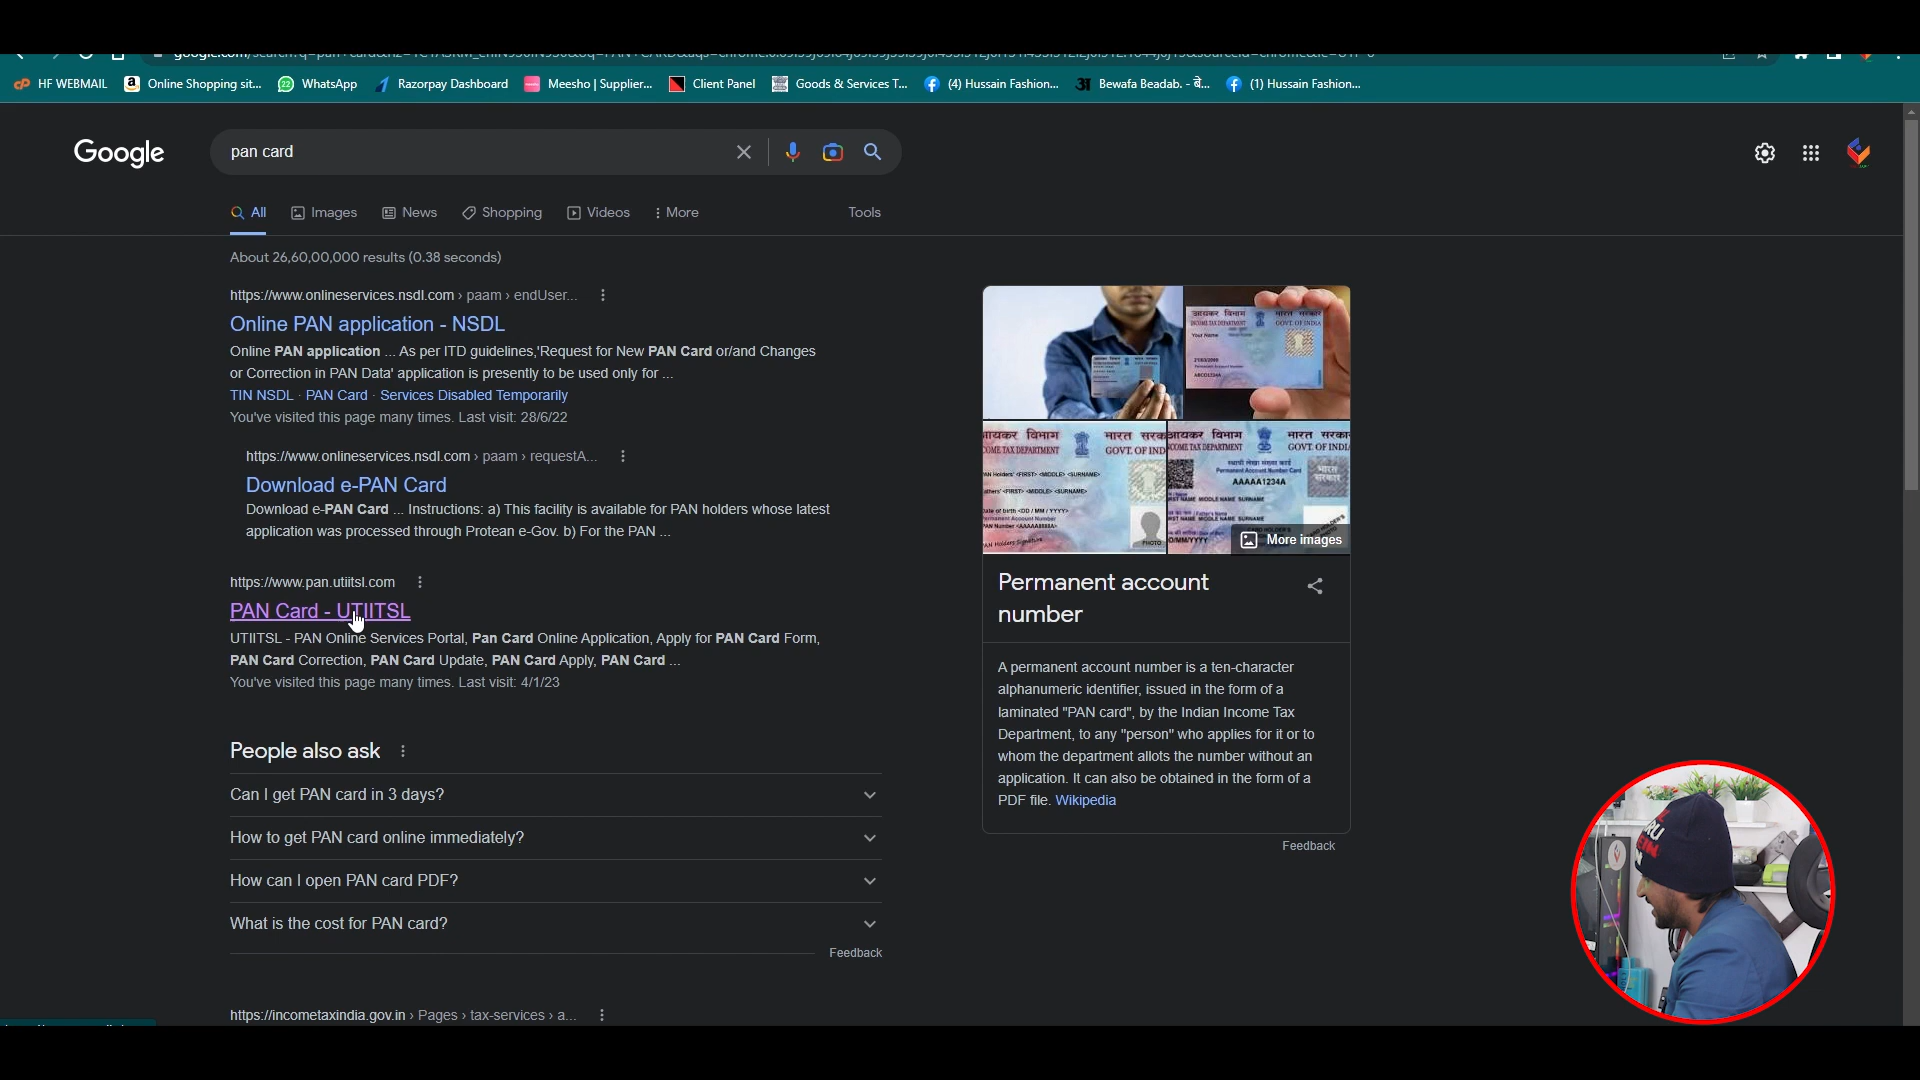 HF WEBMAIL
Online Shopping sit...
WhatsApp
Razorpay Dashboard
Meesho | Supplier...
Client Panel
Goods & Services T...
(4) Hussain Fashion...
Bewafa Beadab. - बे...
(1) Hussain Fashion...
Google
pan card
All
Images
News
Shopping
Videos
More
Tools
About 26,60,00,000 results (0.38 seconds)
https://www.onlineservices.nsdl.com › paam › endUser...
Online PAN application - NSDL
Online PAN application ... As per ITD guidelines,'Request for New PAN Card or/and Changes
or Correction in PAN Data' application is presently to be used only for ...
TIN NSDL · PAN Card · Services Disabled Temporarily
You've visited this page many times. Last visit: 28/6/22
https://www.onlineservices.nsdl.com › paam › requestA...
Download e-PAN Card
Download e-PAN Card ... Instructions: a) This facility is available for PAN holders whose latest
application was processed through Protean e-Gov. b) For the PAN ...
https://www.pan.utiitsl.com
PAN Card - UTIITSL
UTIITSL - PAN Online Services Portal, Pan Card Online Application, Apply for PAN Card Form,
PAN Card Correction, PAN Card Update, PAN Card Apply, PAN Card ...
You've visited this page many times. Last visit: 4/1/23
People also ask
Can I get PAN card in 3 days?
How to get PAN card online immediately?
How can I open PAN card PDF?
What is the cost for PAN card?
Feedback
https://incometaxindia.gov.in › Pages › tax-services › a...
आयकर विभाग
भारत सरकार
INCOME TAX DEPARTMENT
GOVT. OF INDIA
AAAAA1234A
Permanent Account Number Card
More images
Permanent account
number
A permanent account number is a ten-character
alphanumeric identifier, issued in the form of a
laminated "PAN card", by the Indian Income Tax
Department, to any "person" who applies for it or to
whom the department allots the number without an
application. It can also be obtained in the form of a
PDF file. Wikipedia
Feedback